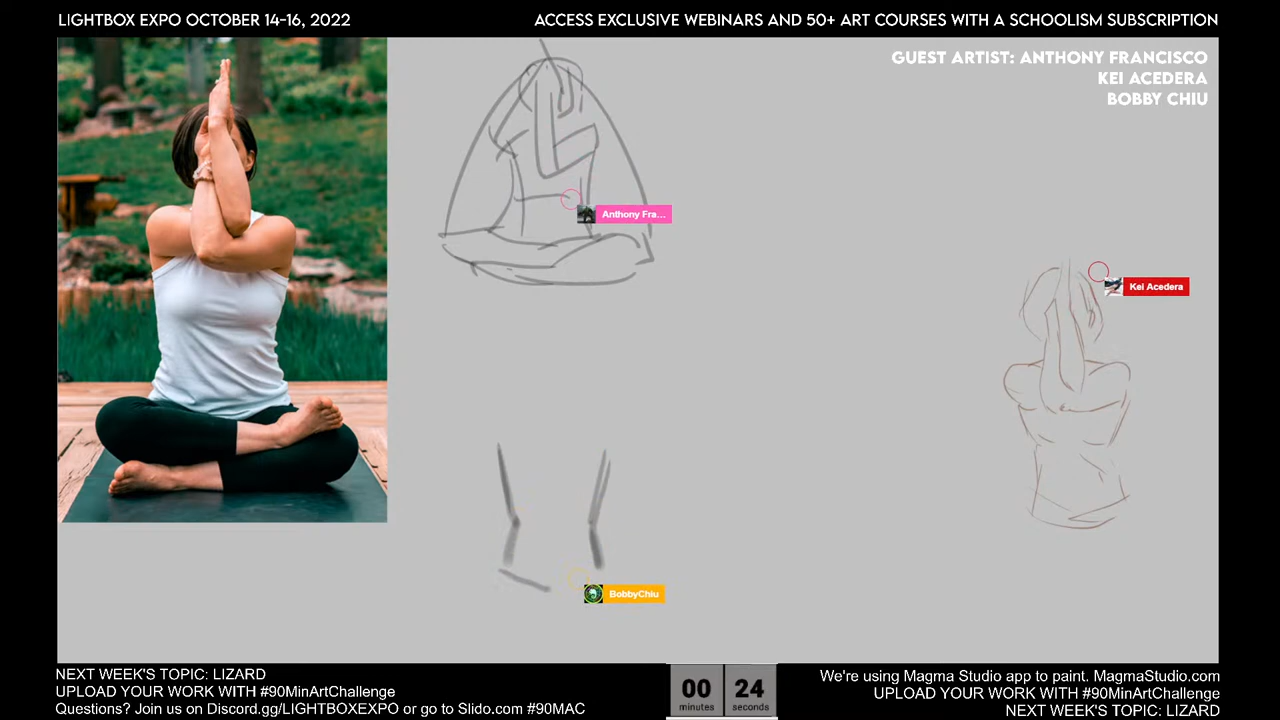 LIGHTBOX EXPO OCTOBER 14-16, 2022
ACCESS EXCLUSIVE WEBINARS AND 50+ ART COURSES WITH A SCHOOLISM SUBSCRIPTION
GUEST ARTIST: ANTHONY FRANCISCO
KEI ACEDERA
BOBBY CHIU
Anthony Fra...
Kei Acedera
BobbyChiu
NEXT WEEK'S TOPIC: LIZARD
UPLOAD YOUR WORK WITH #90MinArtChallenge
Questions? Join us on Discord.gg/LIGHTBOXEXPO or go to Slido.com #90MAC
00 24
minutes seconds
We're using Magma Studio app to paint. MagmaStudio.com
UPLOAD YOUR WORK WITH #90MinArtChallenge
NEXT WEEK'S TOPIC: LIZARD